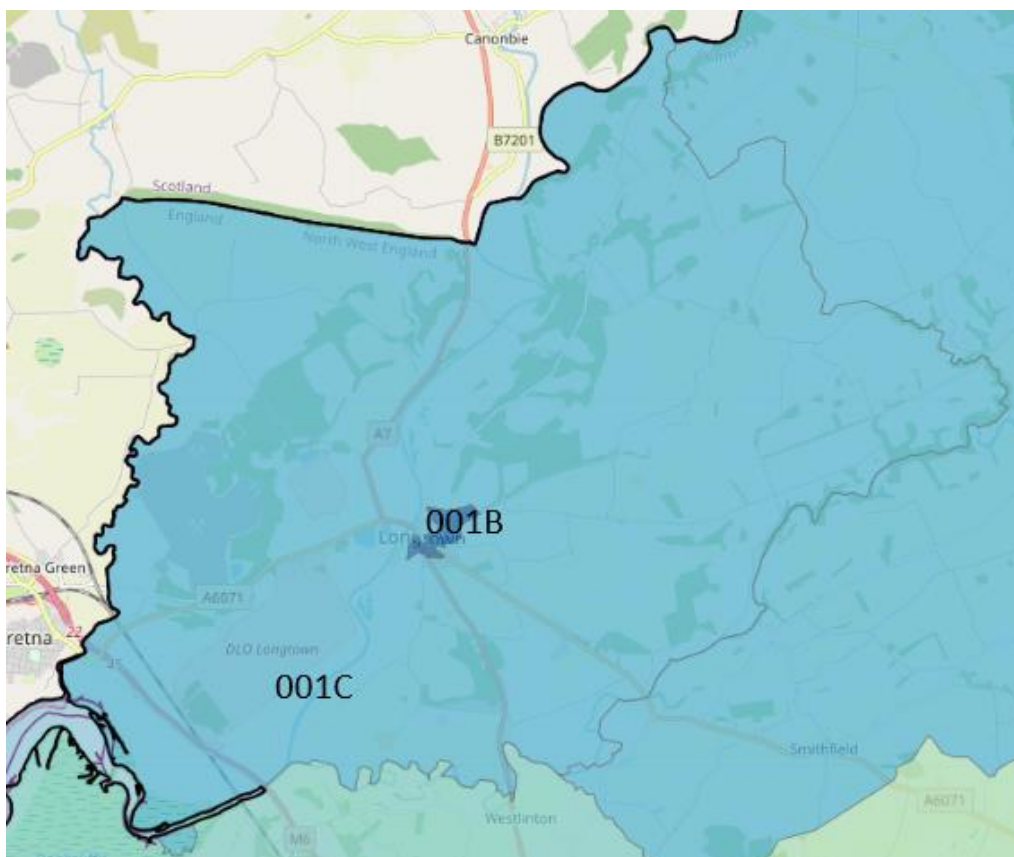 Canonbie
B7201
Scotland
England
North West England
A7
001B
Longtown
retna Green
A6071
22
retna
45
DLO Longtown
001C
Smithfield
A6071
Westlinton
M6